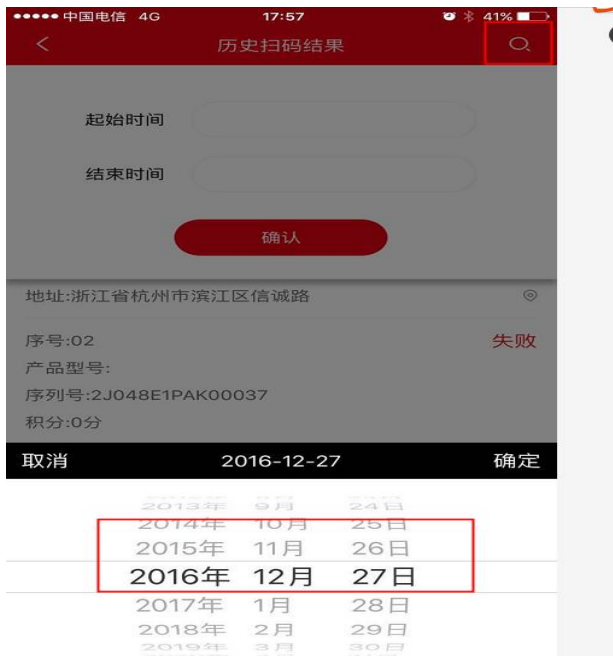 中国电信 4G 17:57 41%
历史扫码结果
起始时间
结束时间
确认
地址:浙江省杭州市滨江区信诚路
序号:02 失败
产品型号:
序列号:2J048E1PAK00037
积分:0分
取消 2016-12-27 确定
2013年 9月 24日
2014年 10月 25日
2015年 11月 26日
2016年 12月 27日
2017年 1月 28日
2018年 2月 29日
2019年 3月 30日